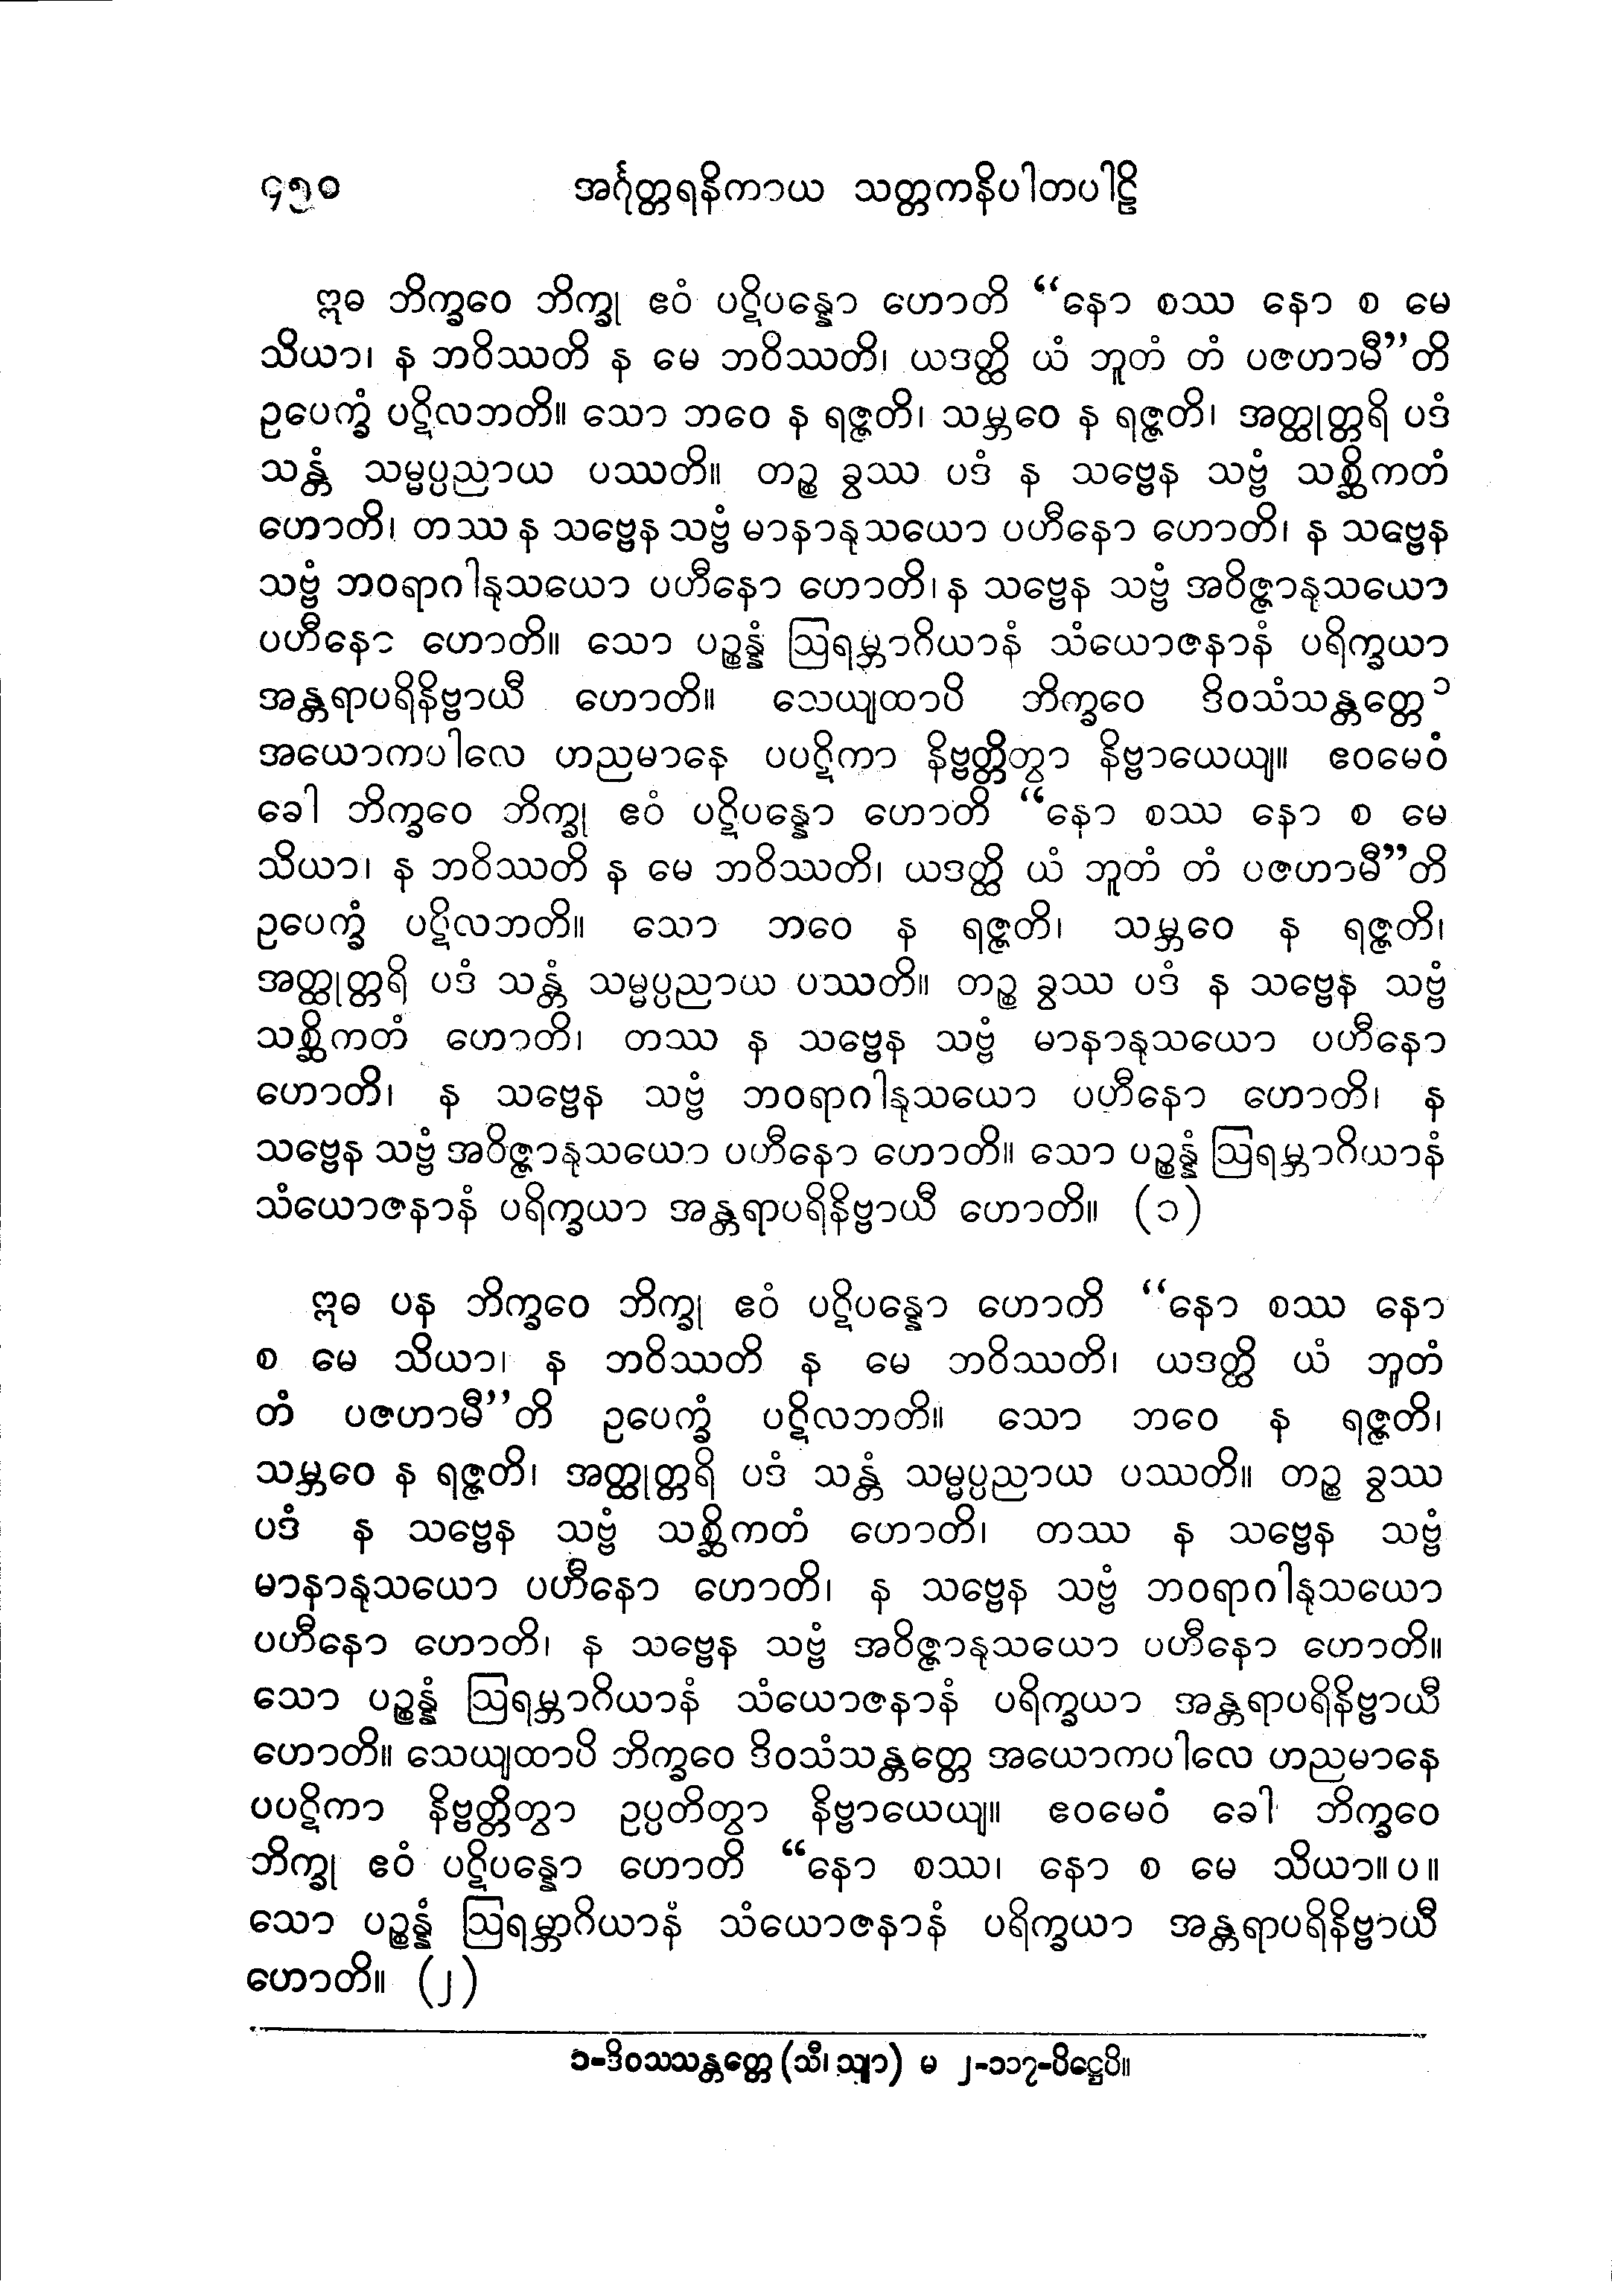 ၄၅၀ အင်္ဂုတ္တရနိကာယ သတ္တကနိပါတပါဠိ
ဣဓ ဘိက္ခဝေ ဘိက္ခု ဧဝံ ပဋိပန္နော ဟောတိ “နော စဿ နော စ မေ
သိယာ၊ န ဘဝိဿတိ န မေ ဘဝိဿတိ၊ ယဒတ္ထိ ယံ ဘူတံ တံ ပဇဟာမီ”တိ
ဥပေက္ခံ ပဋိလဘတိ။ သော ဘဝေ န ရဇ္ဇတိ၊ သမ္ဘဝေ န ရဇ္ဇတိ၊ အတ္ထုတ္တရိ ပဒံ
သန္တံ သမ္မပ္ပညာယ ပဿတိ။ တဉ္စ ခွဿ ပဒံ န သဗ္ဗေန သဗ္ဗံ သစ္ဆိကတံ
ဟောတိ၊ တဿ န သဗ္ဗေန သဗ္ဗံ မာနာနုသယော ပဟီနော ဟောတိ၊ န သဗ္ဗေန
သဗ္ဗံ ဘဝရာဂါနုသယော ပဟီနော ဟောတိ၊ န သဗ္ဗေန သဗ္ဗံ အဝိဇ္ဇာနုသယော
ပဟီနော ဟောတိ။ သော ပဉ္စန္နံ ဩရမ္ဘာဂိယာနံ သံယောဇနာနံ ပရိက္ခယာ
အန္တရာပရိနိဗ္ဗာယီ ဟောတိ။ သေယျထာပိ ဘိက္ခဝေ ဒိဝသံသန္တတ္တေ ၁
အယောကပါလေ ဟညမာနေ ပပဋိကာ နိဗ္ဗတ္တိတွာ နိဗ္ဗာယေယျ။ ဧဝမေဝံ
ခေါ ဘိက္ခဝေ ဘိက္ခု ဧဝံ ပဋိပန္နော ဟောတိ “နော စဿ နော စ မေ
သိယာ၊ န ဘဝိဿတိ န မေ ဘဝိဿတိ၊ ယဒတ္ထိ ယံ ဘူတံ တံ ပဇဟာမီ”တိ
ဥပေက္ခံ ပဋိလဘတိ။ သော ဘဝေ န ရဇ္ဇတိ၊ သမ္ဘဝေ န ရဇ္ဇတိ၊
အတ္ထုတ္တရိ ပဒံ သန္တံ သမ္မပ္ပညာယ ပဿတိ။ တဉ္စ ခွဿ ပဒံ န သဗ္ဗေန သဗ္ဗံ
သစ္ဆိကတံ ဟောတိ၊ တဿ န သဗ္ဗေန သဗ္ဗံ မာနာနုသယော ပဟီနော
ဟောတိ၊ န သဗ္ဗေန သဗ္ဗံ ဘဝရာဂါနုသယော ပဟီနော ဟောတိ၊ န
သဗ္ဗေန သဗ္ဗံ အဝိဇ္ဇာနုသယော ပဟီနော ဟောတိ။ သော ပဉ္စန္နံ ဩရမ္ဘာဂိယာနံ
သံယောဇနာနံ ပရိက္ခယာ အန္တရာပရိနိဗ္ဗာယီ ဟောတိ။ (၁)
ဣဓ ပန ဘိက္ခဝေ ဘိက္ခု ဧဝံ ပဋိပန္နော ဟောတိ “နော စဿ နော
စ မေ သိယာ၊ န ဘဝိဿတိ န မေ ဘဝိဿတိ၊ ယဒတ္ထိ ယံ ဘူတံ
တံ ပဇဟာမီ”တိ ဥပေက္ခံ ပဋိလဘတိ။ သော ဘဝေ န ရဇ္ဇတိ၊
သမ္ဘဝေ န ရဇ္ဇတိ၊ အတ္ထုတ္တရိ ပဒံ သန္တံ သမ္မပ္ပညာယ ပဿတိ။ တဉ္စ ခွဿ
ပဒံ န သဗ္ဗေန သဗ္ဗံ သစ္ဆိကတံ ဟောတိ၊ တဿ န သဗ္ဗေန သဗ္ဗံ
မာနာနုသယော ပဟီနော ဟောတိ၊ န သဗ္ဗေန သဗ္ဗံ ဘဝရာဂါနုသယော
ပဟီနော ဟောတိ၊ န သဗ္ဗေန သဗ္ဗံ အဝိဇ္ဇာနုသယော ပဟီနော ဟောတိ။
သော ပဉ္စန္နံ ဩရမ္ဘာဂိယာနံ သံယောဇနာနံ ပရိက္ခယာ အန္တရာပရိနိဗ္ဗာယီ
ဟောတိ။ သေယျထာပိ ဘိက္ခဝေ ဒိဝသံသန္တတ္တေ အယောကပါလေ ဟညမာနေ
ပပဋိကာ နိဗ္ဗတ္တိတွာ ဥပ္ပတိတွာ နိဗ္ဗာယေယျ။ ဧဝမေဝံ ခေါ ဘိက္ခဝေ
ဘိက္ခု ဧဝံ ပဋိပန္နော ဟောတိ “နော စဿ၊ နော စ မေ သိယာ။ပ။
သော ပဉ္စန္နံ ဩရမ္ဘာဂိယာနံ သံယောဇနာနံ ပရိက္ခယာ အန္တရာပရိနိဗ္ဗာယီ
ဟောတိ။ (၂)
၁-ဒိဝသသန္တတ္တေ (သီ၊ သျာ) မ ၂-၁၁၇-ပိဋ္ဌေပိ။